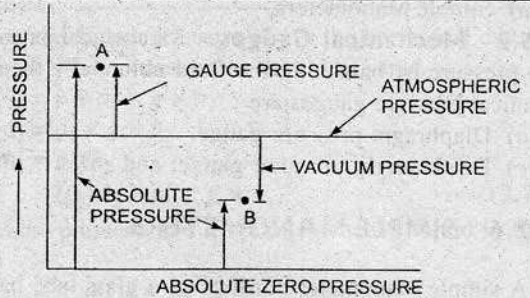 A
GAUGE PRESSURE
ATMOSPHERIC
PRESSURE
PRESSURE
VACUUM PRESSURE
ABSOLUTE
PRESSURE
B
ABSOLUTE ZERO PRESSURE